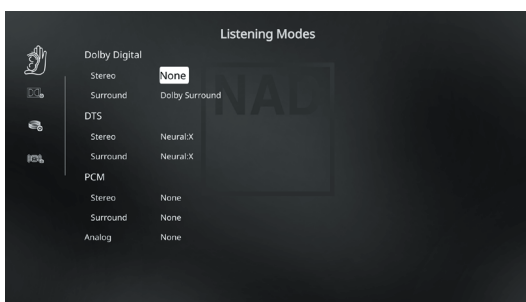 Listening Modes
Dolby Digital
Stereo None
Surround Dolby Surround
DTS
Stereo Neural:X
Surround Neural:X
PCM
Stereo None
Surround None
Analog None
NAD